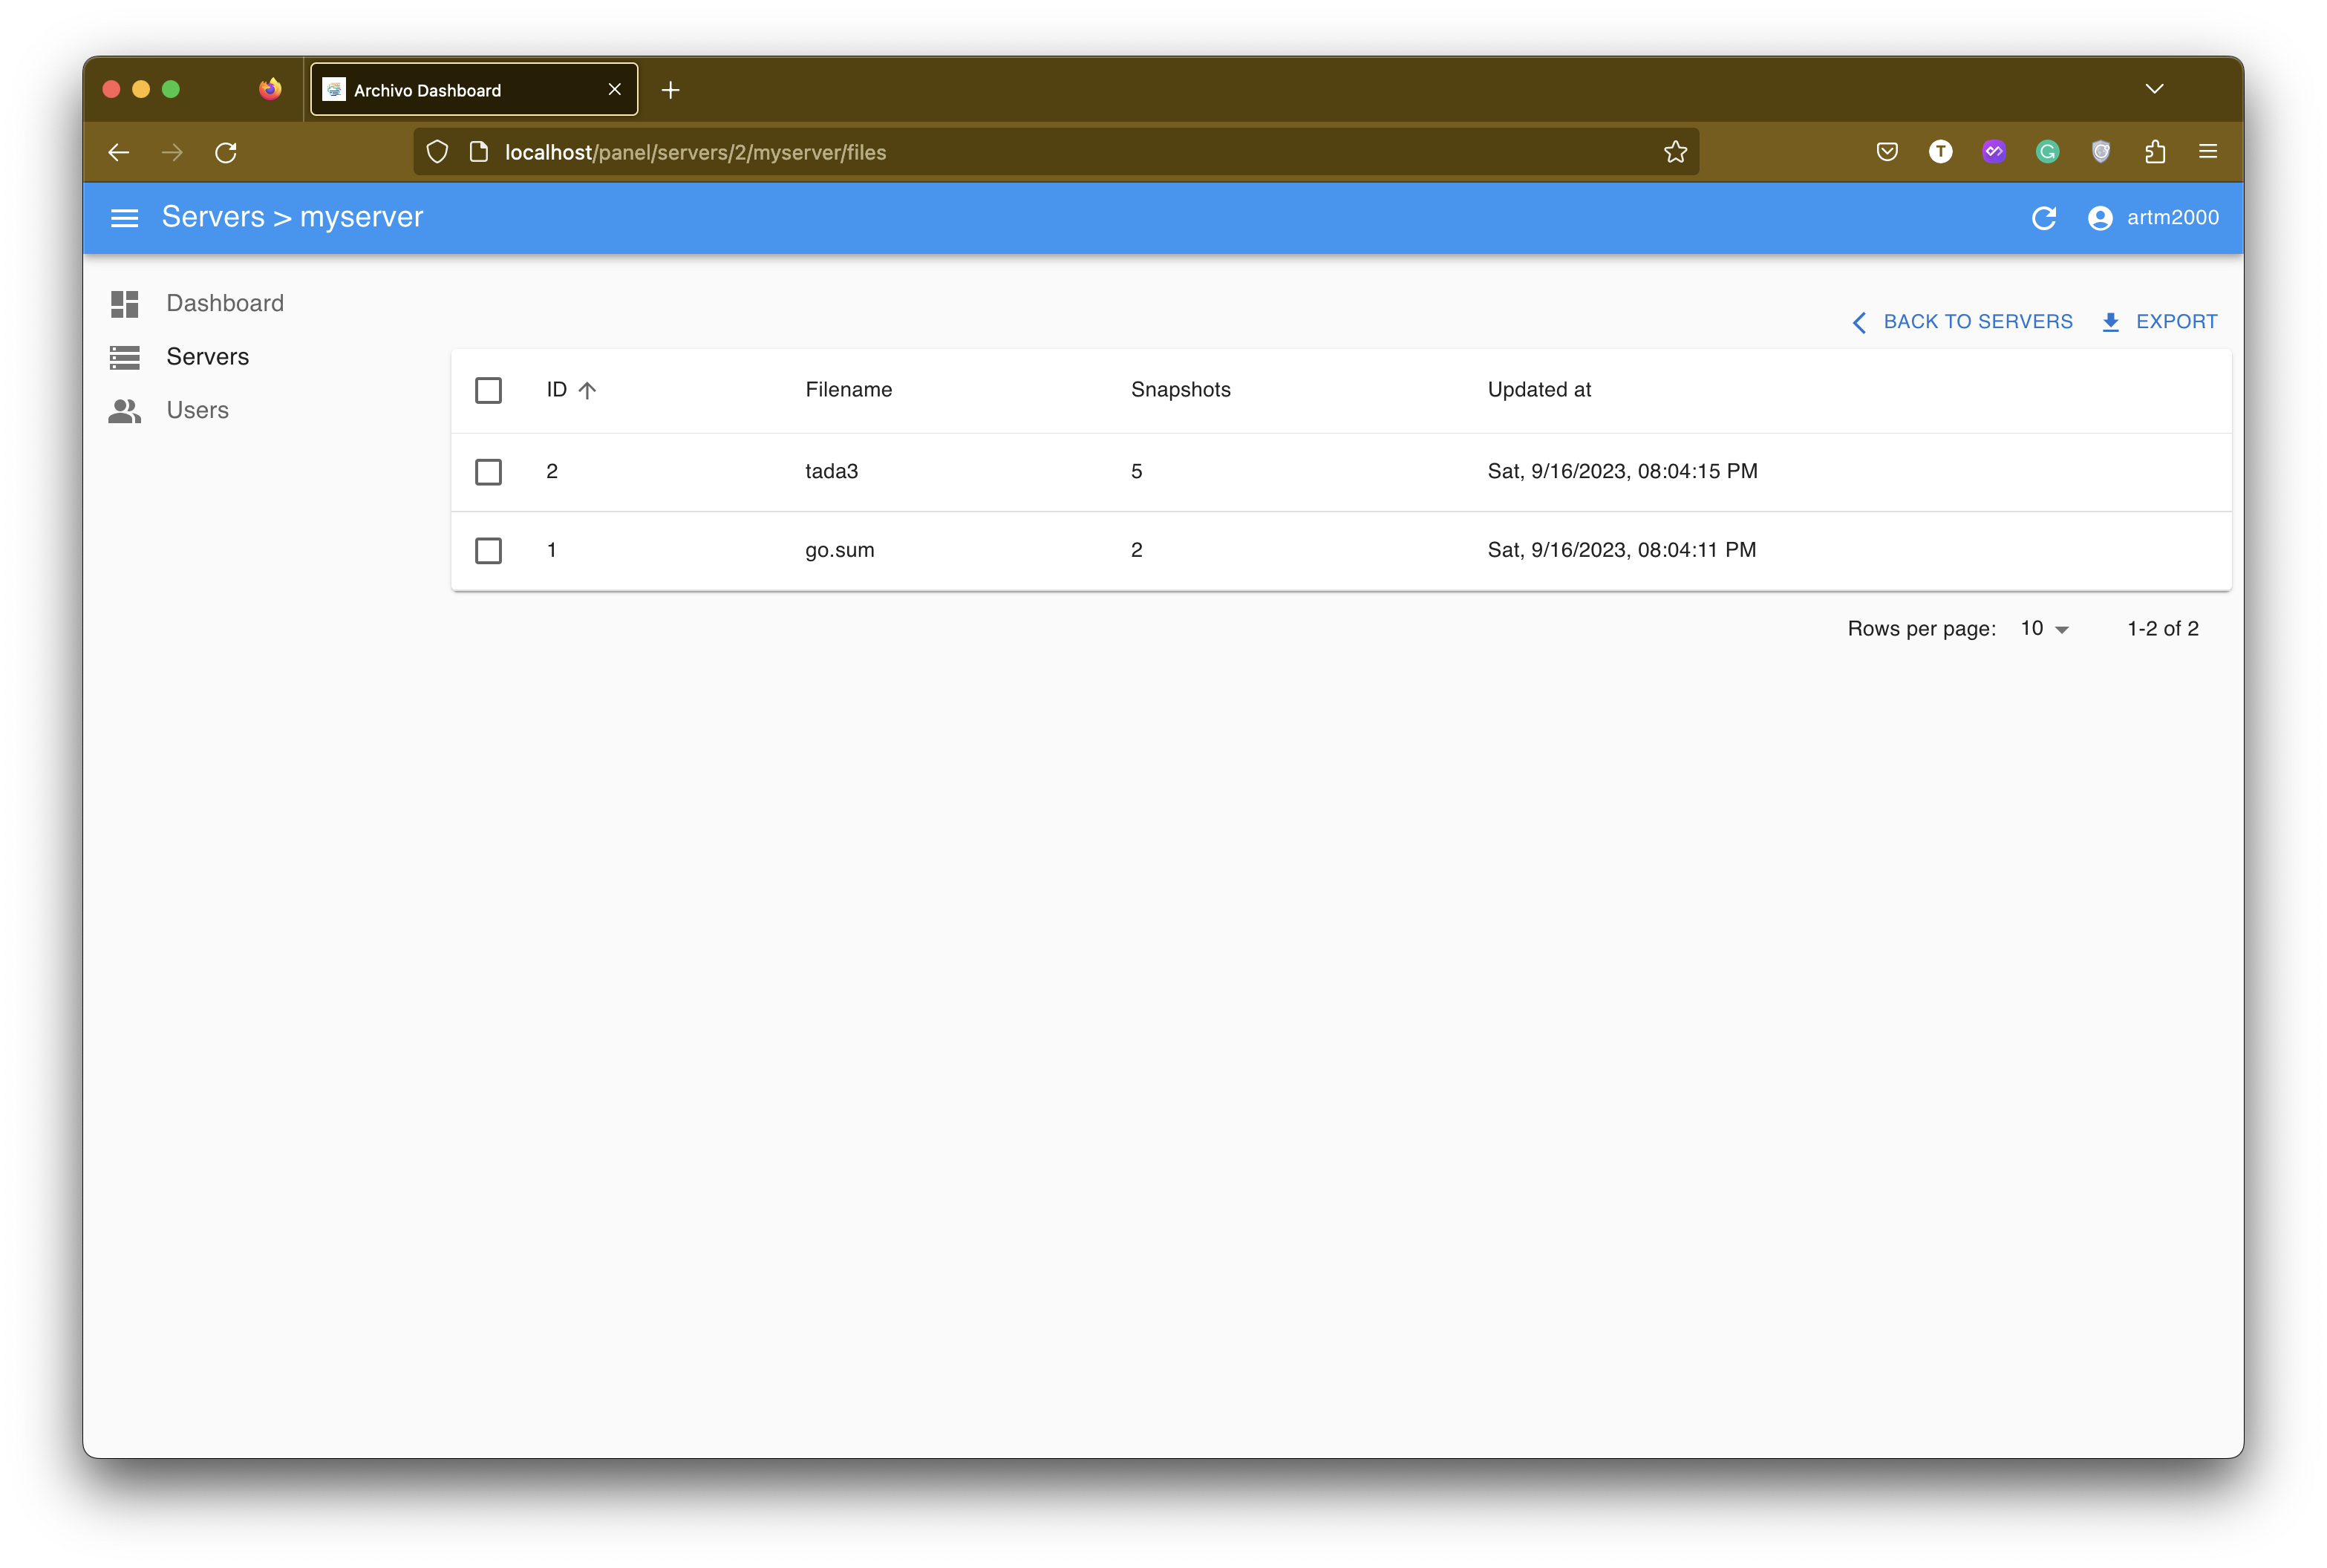 Archivo Dashboard
localhost/panel/servers/2/myserver/files
T
Servers > myserver
artm2000
Dashboard
Servers
Users
BACK TO SERVERS EXPORT
ID Filename Snapshots Updated at
2 tada3 5 Sat, 9/16/2023, 08:04:15 PM
1 go.sum 2 Sat, 9/16/2023, 08:04:11 PM
Rows per page: 10 1-2 of 2